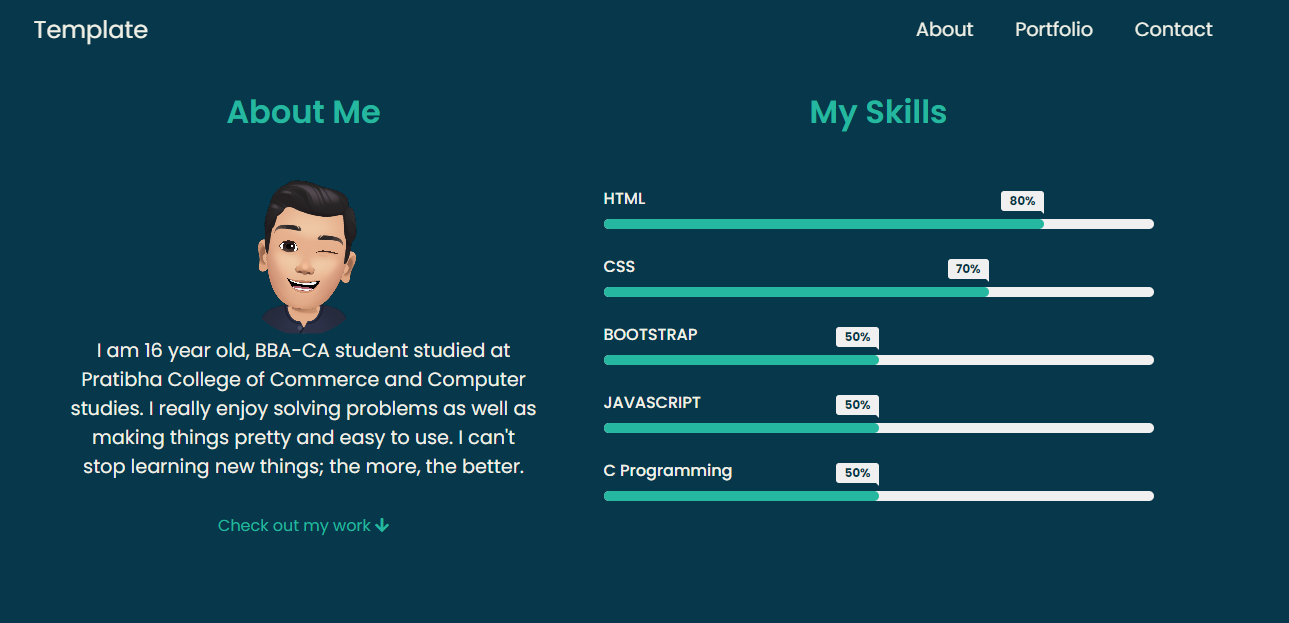 Template
About Portfolio Contact
About Me
I am 16 year old, BBA-CA student studied at
Pratibha College of Commerce and Computer
studies. I really enjoy solving problems as well as
making things pretty and easy to use. I can't
stop learning new things; the more, the better.
Check out my work
My Skills
HTML 80%
CSS 70%
BOOTSTRAP 50%
JAVASCRIPT 50%
C Programming 50%